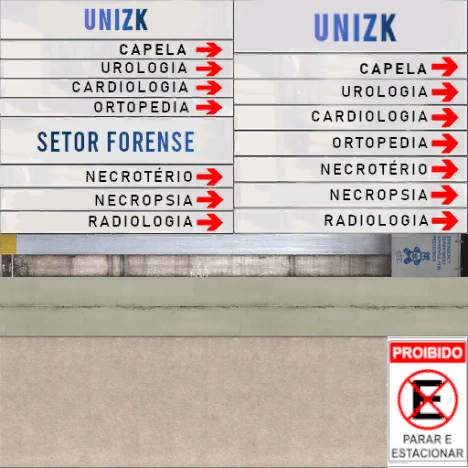 UNIZK
CAPELA
UROLOGIA
CARDIOLOGIA
ORTOPEDIA
SETOR FORENSE
NECROTÉRIO
NECROPSIA
RADIOLOGIA
UNIZK
CAPELA
UROLOGIA
CARDIOLOGIA
ORTOPEDIA
NECROTÉRIO
NECROPSIA
RADIOLOGIA
PROIBIDO
E
PARAR E
ESTACIONAR